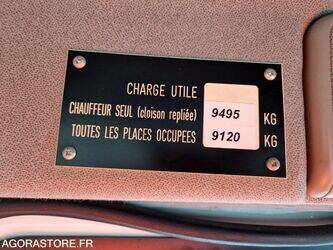 CHARGE UTILE
CHAUFFEUR SEUL (cloison repliée) 9495 KG
TOUTES LES PLACES OCCUPEES 9120 KG
AGORASTORE.FR